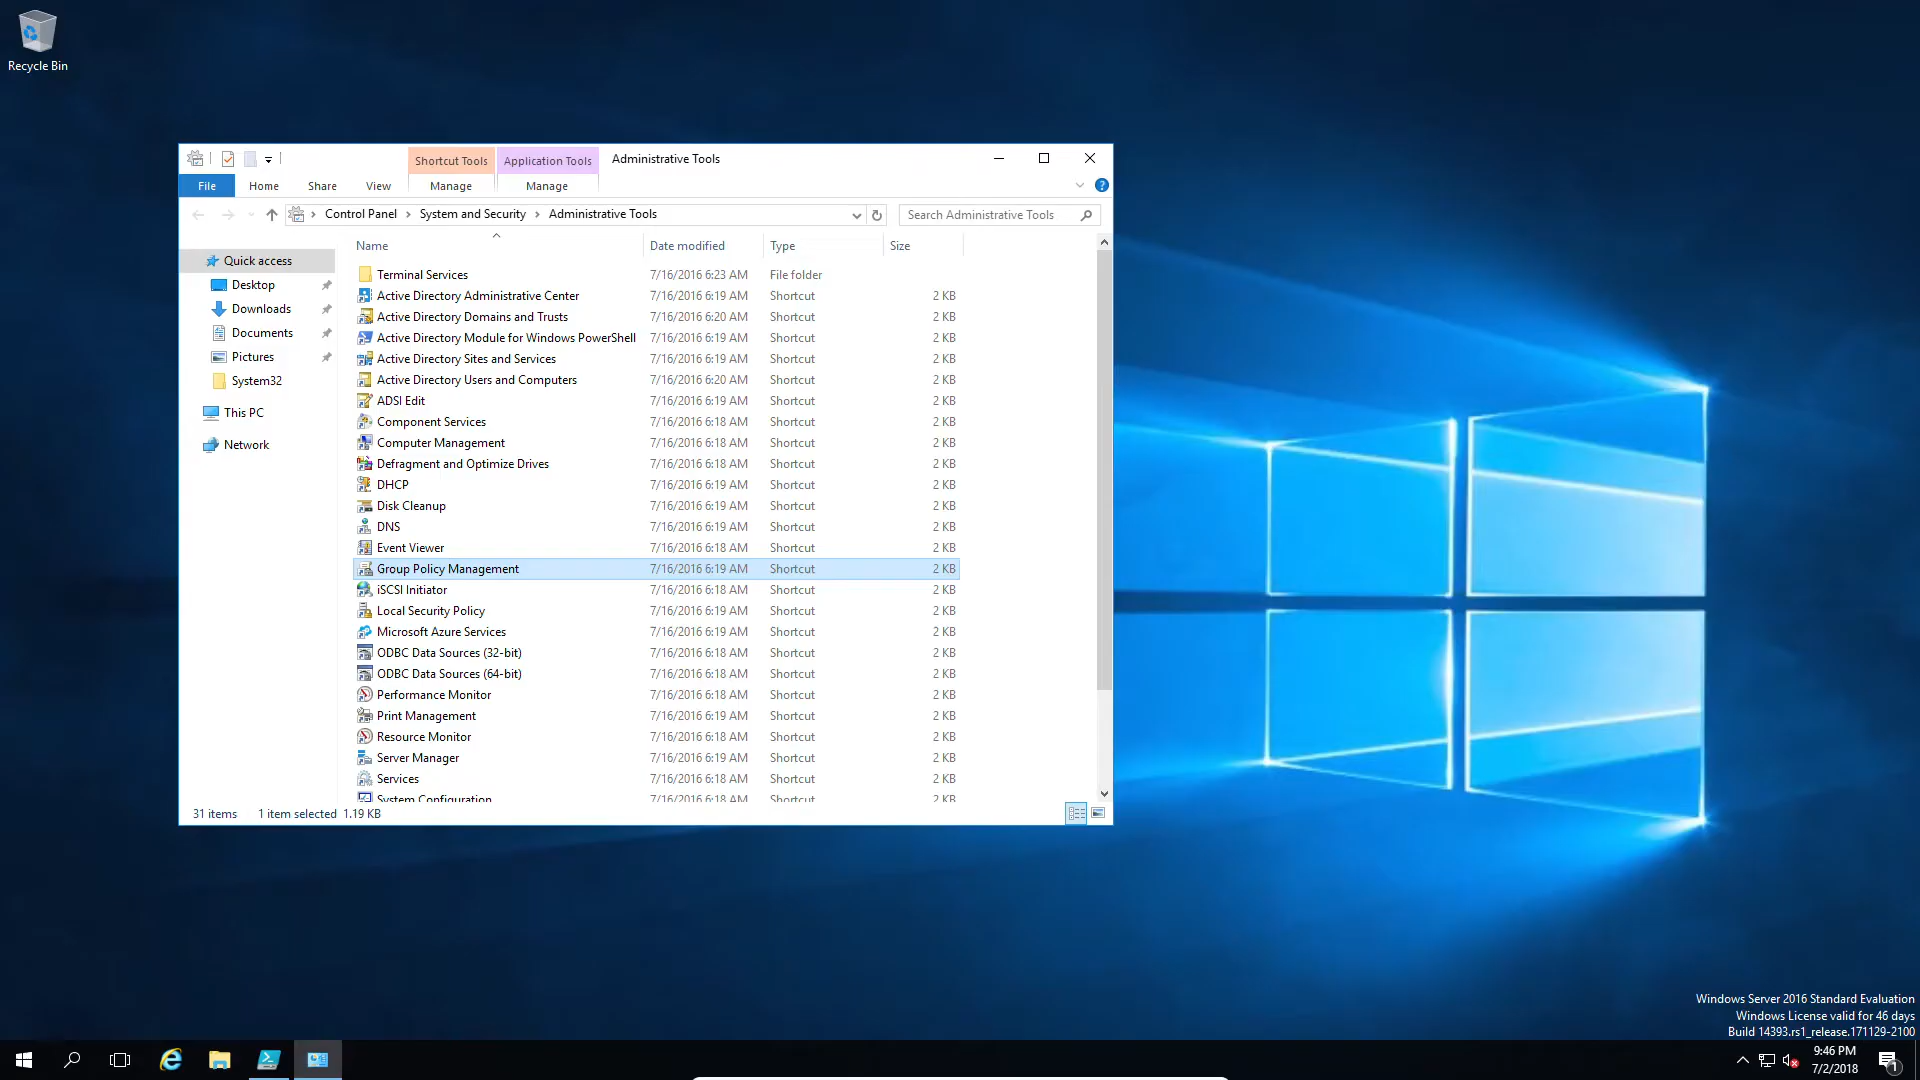 Recycle Bin
Shortcut Tools
Application Tools
Administrative Tools
File
Home
Share
View
Manage
Manage
Control Panel
System and Security
Administrative Tools
Search Administrative Tools
Quick access
Desktop
Downloads
Documents
Pictures
System32
This PC
Network
Name Date modified Type Size
Terminal Services 7/16/2016 6:23 AM File folder
Active Directory Administrative Center 7/16/2016 6:19 AM Shortcut 2 KB
Active Directory Domains and Trusts 7/16/2016 6:20 AM Shortcut 2 KB
Active Directory Module for Windows PowerShell 7/16/2016 6:19 AM Shortcut 2 KB
Active Directory Sites and Services 7/16/2016 6:19 AM Shortcut 2 KB
Active Directory Users and Computers 7/16/2016 6:20 AM Shortcut 2 KB
ADSI Edit 7/16/2016 6:19 AM Shortcut 2 KB
Component Services 7/16/2016 6:18 AM Shortcut 2 KB
Computer Management 7/16/2016 6:18 AM Shortcut 2 KB
Defragment and Optimize Drives 7/16/2016 6:18 AM Shortcut 2 KB
DHCP 7/16/2016 6:19 AM Shortcut 2 KB
Disk Cleanup 7/16/2016 6:19 AM Shortcut 2 KB
DNS 7/16/2016 6:19 AM Shortcut 2 KB
Event Viewer 7/16/2016 6:18 AM Shortcut 2 KB
Group Policy Management 7/16/2016 6:19 AM Shortcut 2 KB
iSCSI Initiator 7/16/2016 6:18 AM Shortcut 2 KB
Local Security Policy 7/16/2016 6:19 AM Shortcut 2 KB
Microsoft Azure Services 7/16/2016 6:19 AM Shortcut 2 KB
ODBC Data Sources (32-bit) 7/16/2016 6:18 AM Shortcut 2 KB
ODBC Data Sources (64-bit) 7/16/2016 6:18 AM Shortcut 2 KB
Performance Monitor 7/16/2016 6:18 AM Shortcut 2 KB
Print Management 7/16/2016 6:19 AM Shortcut 2 KB
Resource Monitor 7/16/2016 6:18 AM Shortcut 2 KB
Server Manager 7/16/2016 6:19 AM Shortcut 2 KB
Services 7/16/2016 6:18 AM Shortcut 2 KB
System Configuration 7/16/2016 6:18 AM Shortcut 2 KB
31 items 1 item selected 1.19 KB
Windows Server 2016 Standard Evaluation
Windows License valid for 46 days
Build 14393.rs1_release.171129-2100
9:46 PM
7/2/2018
1